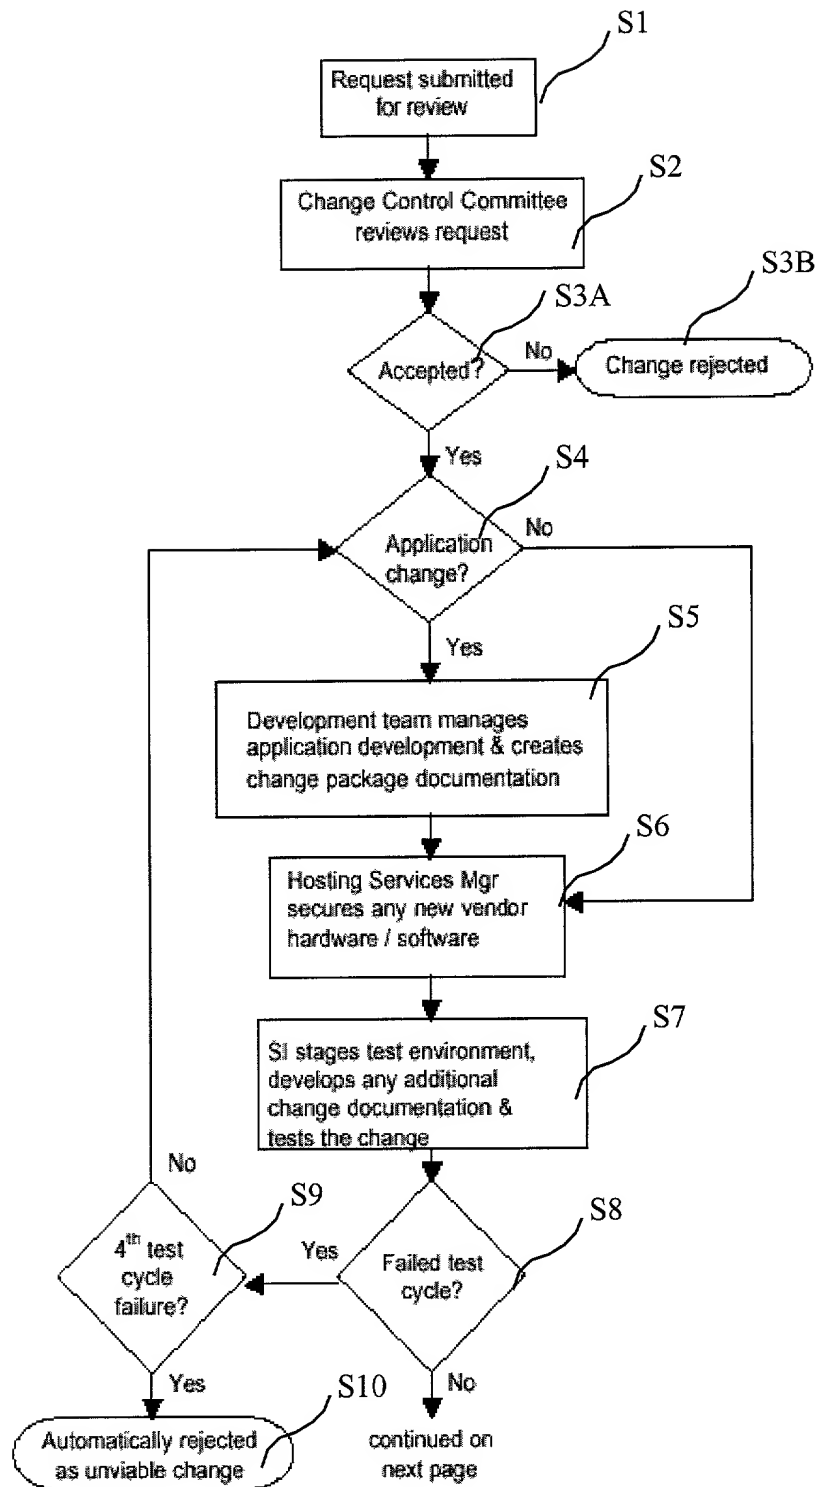 S1
Request submitted
for review
S2
Change Control Committee
reviews request
S3A
S3B
Accepted?
No
Change rejected
Yes
S4
Application
change?
No
Yes
S5
Development team manages
application development & creates
change package documentation
S6
Hosting Services Mgr
secures any new vendor
hardware / software
S7
SI stages test environment,
develops any additional
change documentation &
tests the change
No
S9
4th test
cycle
failure?
Yes
S8
Failed test
cycle?
Yes
S10
No
Automatically rejected
as unviable change
continued on
next page